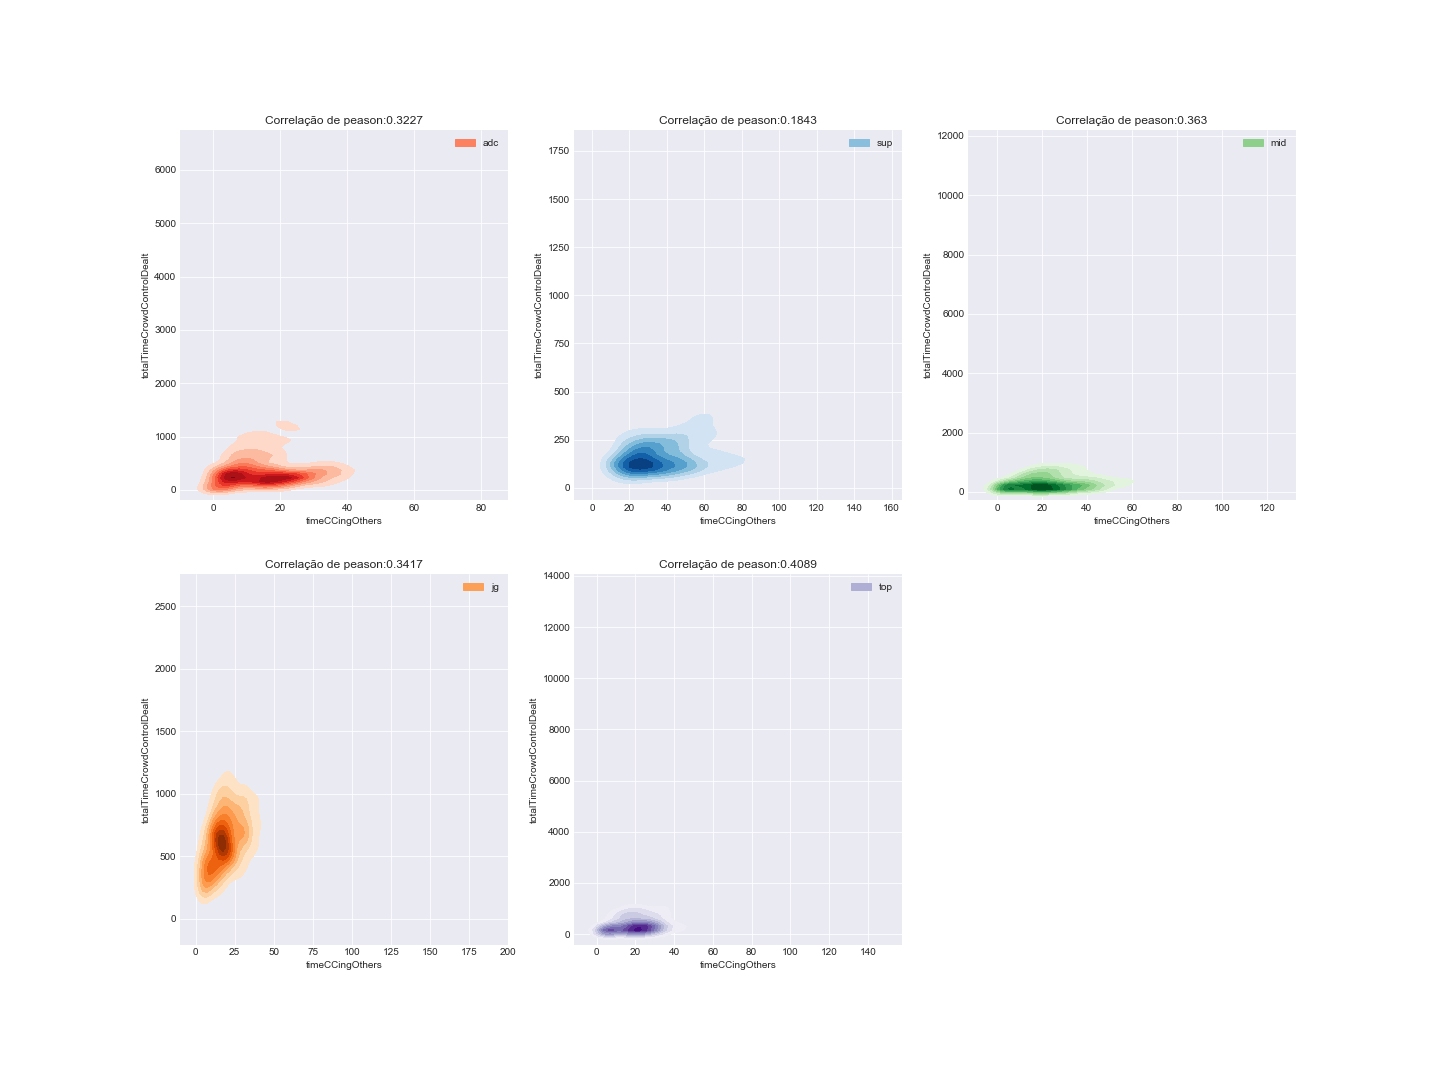 Correlação de peason:0.3227
adc
6000
5000
4000
3000
2000
1000
0
totalTimeCrowdControlDealt
0 20 40 60 80
timeCCingOthers
Correlação de peason:0.1843
sup
1750
1500
1250
1000
750
500
250
0
totalTimeCrowdControlDealt
0 20 40 60 80 100 120 140 160
timeCCingOthers
Correlação de peason:0.363
mid
12000
10000
8000
6000
4000
2000
0
totalTimeCrowdControlDealt
0 20 40 60 80 100 120
timeCCingOthers
Correlação de peason:0.3417
jg
2500
2000
1500
1000
500
0
totalTimeCrowdControlDealt
0 25 50 75 100 125 150 175 200
timeCCingOthers
Correlação de peason:0.4089
top
14000
12000
10000
8000
6000
4000
2000
0
totalTimeCrowdControlDealt
0 20 40 60 80 100 120 140
timeCCingOthers